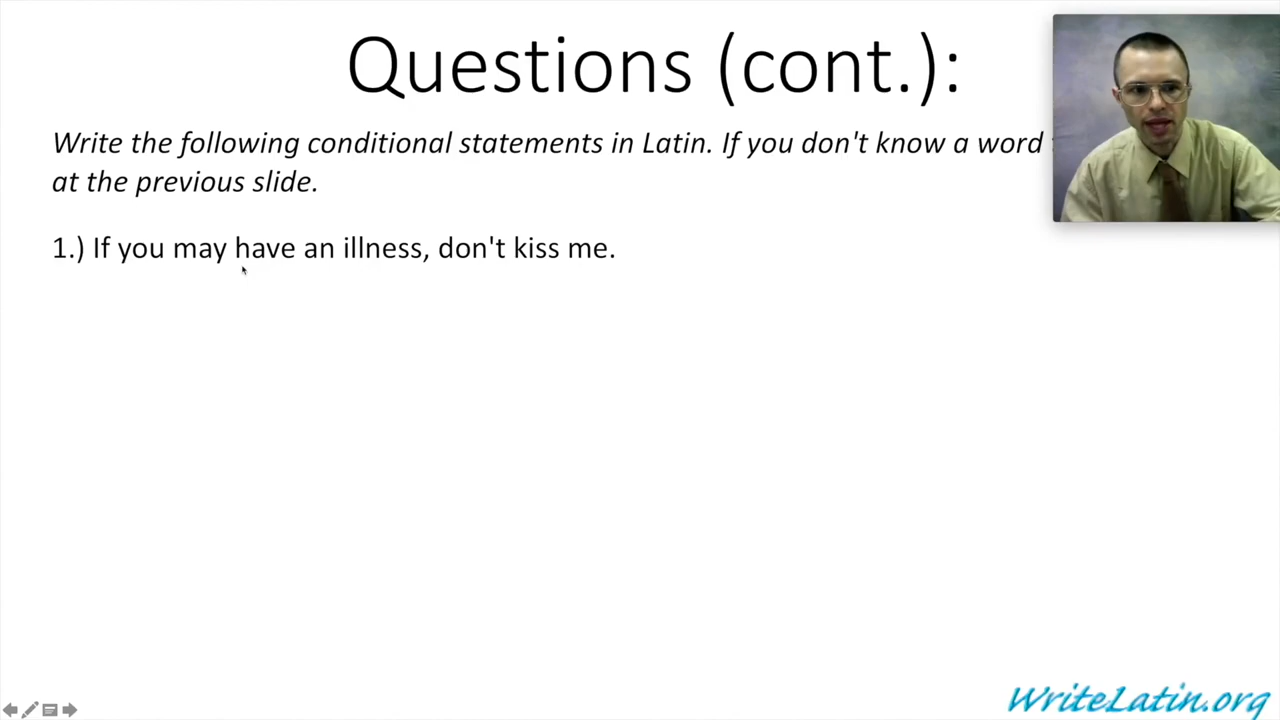 Questions (cont.):
Write the following conditional statements in Latin. If you don't know a word
at the previous slide.
1.) If you may have an illness, don't kiss me.
WriteLatin.org